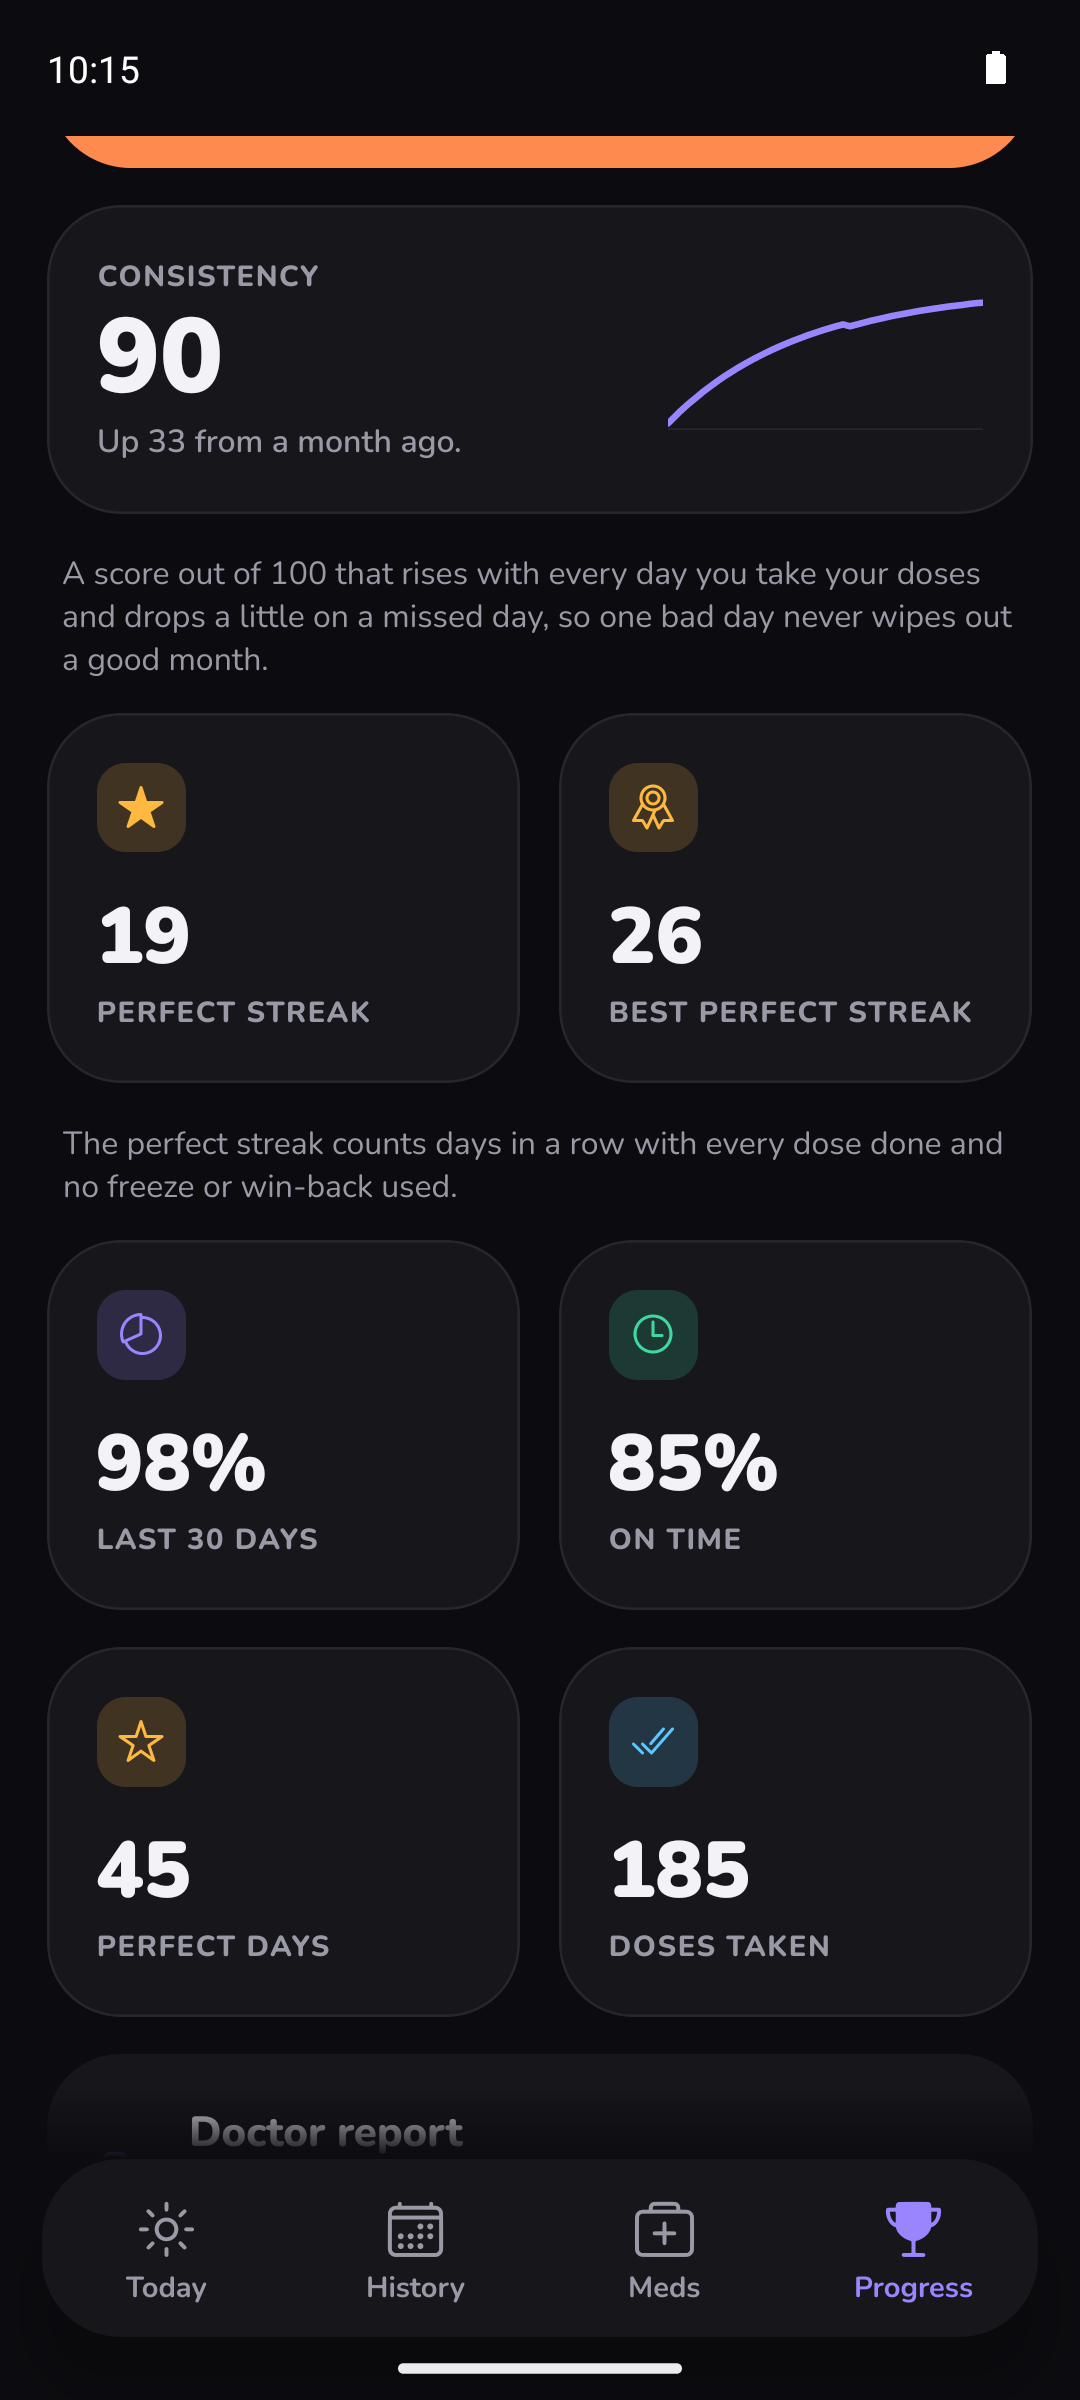 10:15
CONSISTENCY
90
Up 33 from a month ago.
A score out of 100 that rises with every day you take your doses
and drops a little on a missed day, so one bad day never wipes out
a good month.
19
PERFECT STREAK
26
BEST PERFECT STREAK
The perfect streak counts days in a row with every dose done and
no freeze or win-back used.
98%
LAST 30 DAYS
85%
ON TIME
45
PERFECT DAYS
185
DOSES TAKEN
Doctor report
Today
History
Meds
Progress